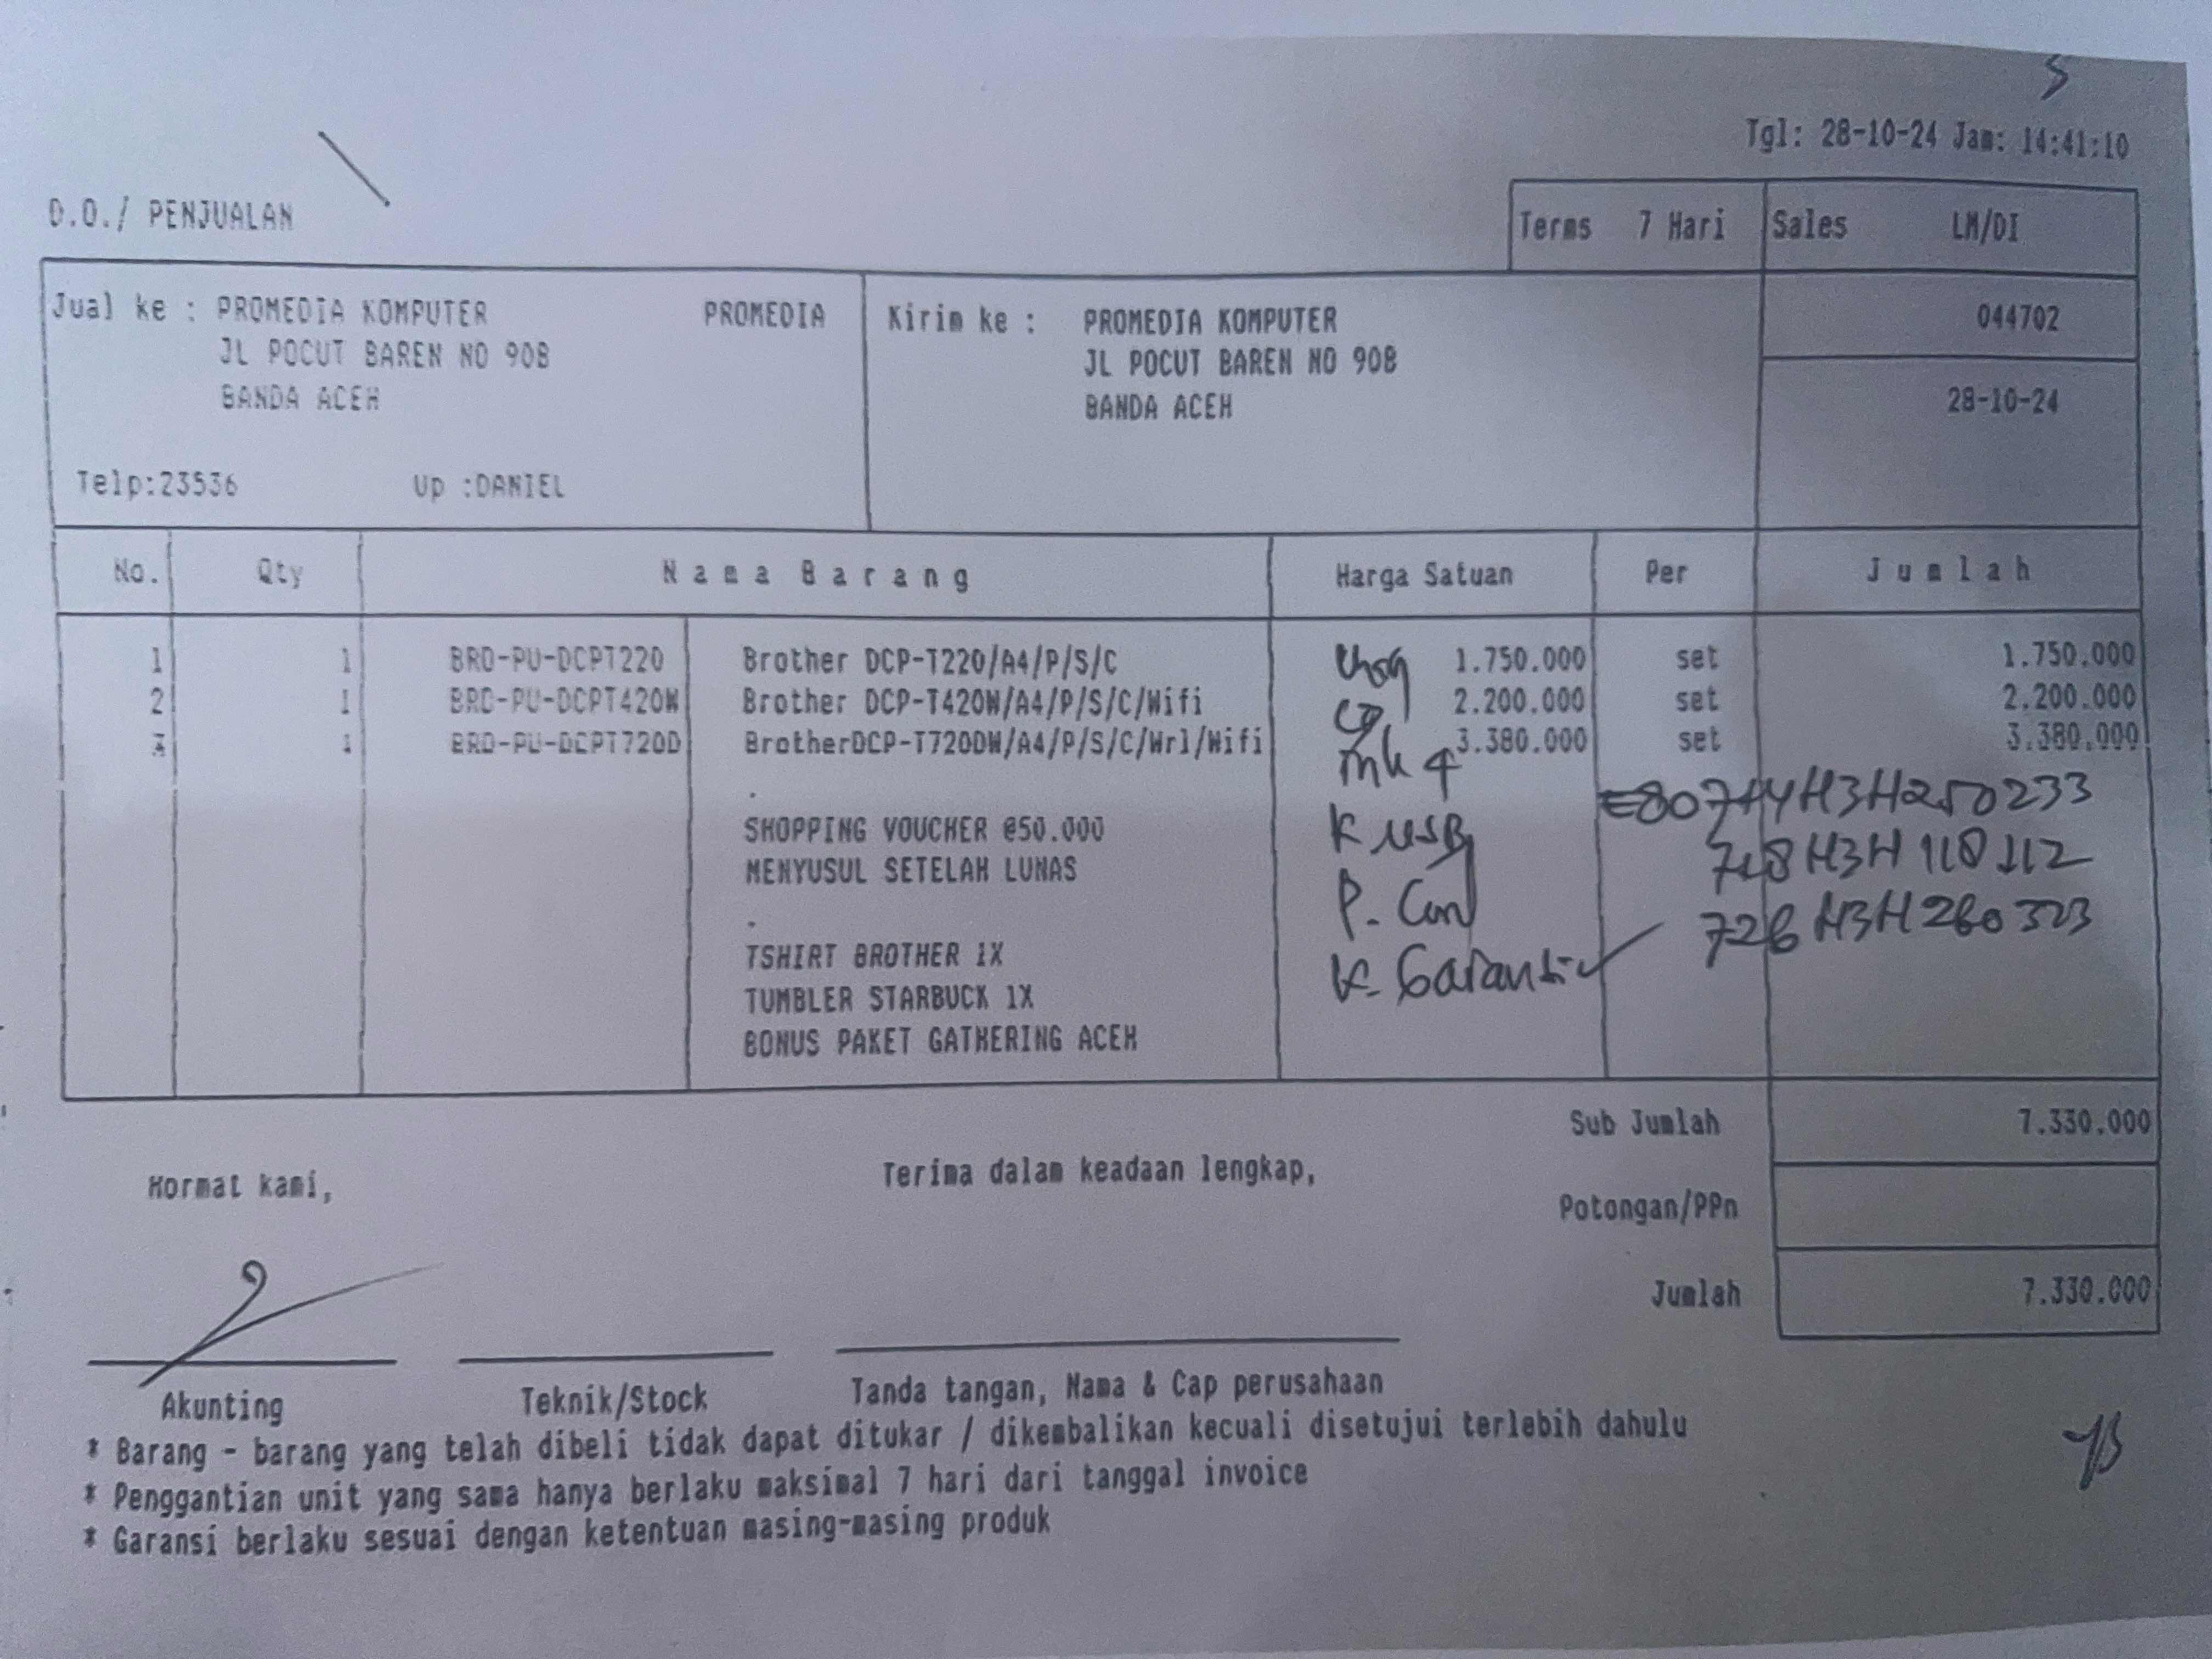 Tgl: 28-10-24 Jam: 14:41:10
D.O./ PENJUALAN
Terms 7 Hari Sales LM/DI
Jual ke : PROMEDIA KOMPUTER PROMEDIA Kirim ke : PROMEDIA KOMPUTER 044702
JL POCUT BAREN NO 90B JL POCUT BAREN NO 90B
BANDA ACEH BANDA ACEH 28-10-24
Telp:23536 Up :DANIEL
No. Qty Nama Barang Harga Satuan Per Jumlah
1 1 BRO-PU-DCPT220 Brother DCP-T220/A4/P/S/C 1.750.000 set 1.750.000
2 1 BRO-PU-DCPT420W Brother DCP-T420W/A4/P/S/C/Wifi 2.200.000 set 2.200.000
3 1 BRO-PU-DCPT720D BrotherDCP-T720DW/A4/P/S/C/Wrl/Wifi 3.380.000 set 3.380.000
.
SHOPPING VOUCHER @50.000 K USB
MENYUSUL SETELAH LUNAS
.
TSHIRT BROTHER 1X K. Garansi
TUMBLER STARBUCK 1X
BONUS PAKET GATHERING ACEH
Sub Jumlah 7.330.000
Hormat kami, Terima dalam keadaan lengkap,
Potongan/PPn
Jumlah 7.330.000
Akunting Teknik/Stock Tanda tangan, Nama & Cap perusahaan
* Barang - barang yang telah dibeli tidak dapat ditukar / dikembalikan kecuali disetujui terlebih dahulu
* Penggantian unit yang sama hanya berlaku maksimal 7 hari dari tanggal invoice
* Garansi berlaku sesuai dengan ketentuan masing-masing produk